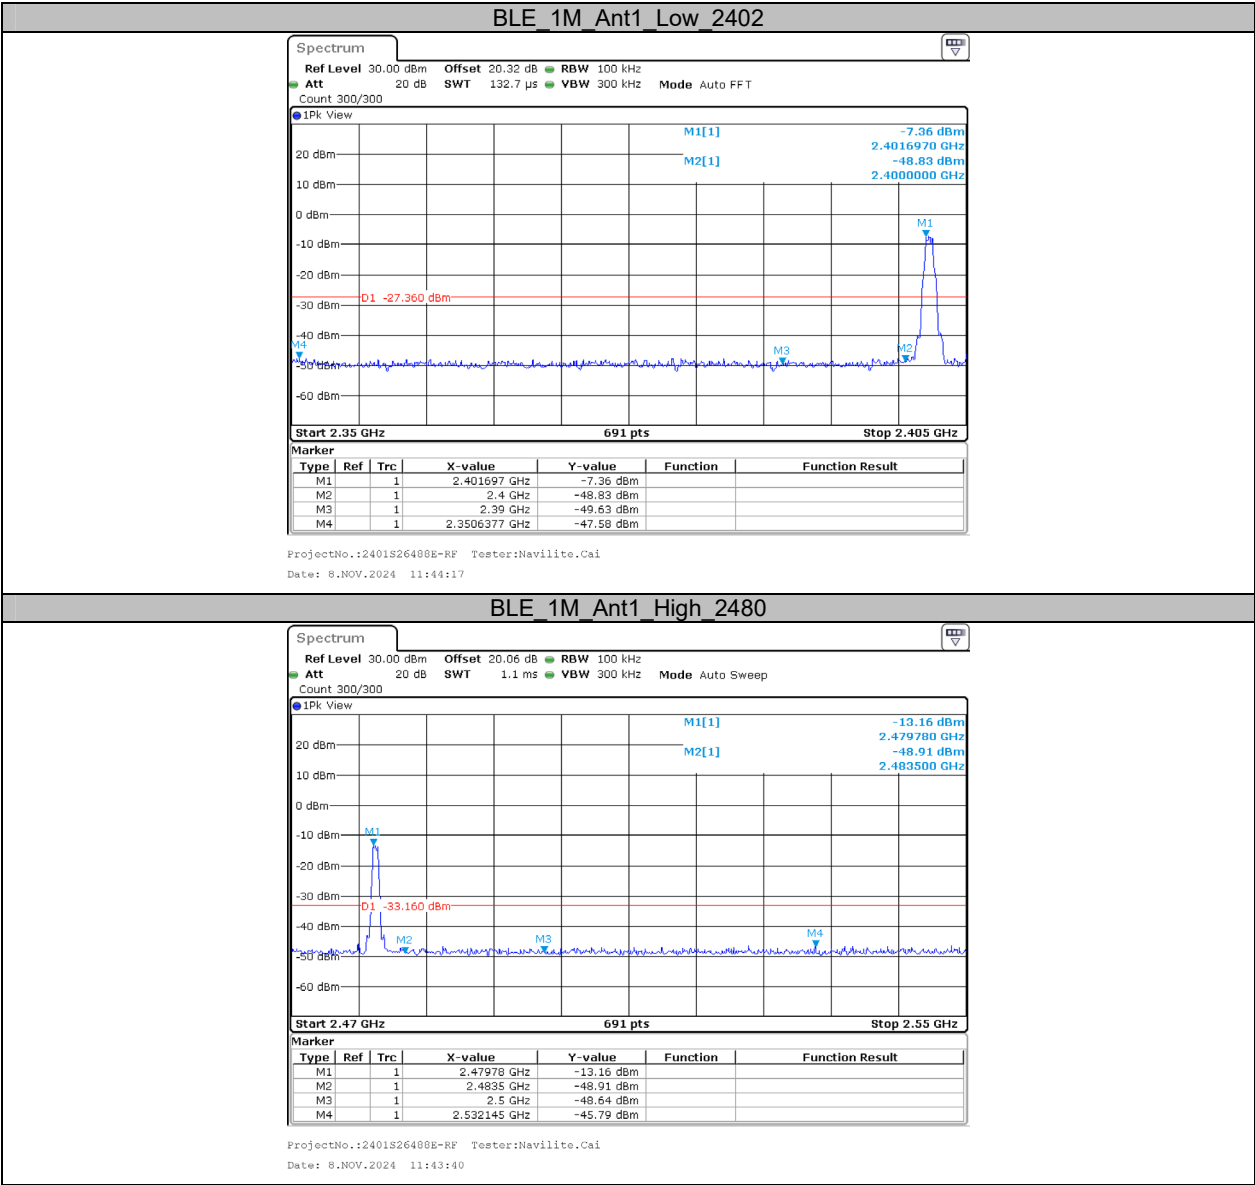 BLE_1M_Ant1_Low_2402
Spectrum
Ref Level 30.00 dBm Offset 20.32 dB RBW 100 kHz
Att 20 dB SWT 132.7 µs VBW 300 kHz Mode Auto FFT
Count 300/300
1Pk View
M1[1] -7.36 dBm
2.4016970 GHz
20 dBm
M2[1] -48.83 dBm
2.4000000 GHz
10 dBm
0 dBm
M1
-10 dBm
-20 dBm
D1 -27.360 dBm
-30 dBm
-40 dBm
M4 M3 M2
-50 dBm
-60 dBm
Start 2.35 GHz 691 pts Stop 2.405 GHz
Marker
Type Ref Trc X-value Y-value Function Function Result
M1 1 2.401697 GHz -7.36 dBm
M2 1 2.4 GHz -48.83 dBm
M3 1 2.39 GHz -49.63 dBm
M4 1 2.3506377 GHz -47.58 dBm
ProjectNo.:2401S26488E-RF Tester:Navilite.Cai
Date: 8.NOV.2024 11:44:17
BLE_1M_Ant1_High_2480
Spectrum
Ref Level 30.00 dBm Offset 20.06 dB RBW 100 kHz
Att 20 dB SWT 1.1 ms VBW 300 kHz Mode Auto Sweep
Count 300/300
1Pk View
M1[1] -13.16 dBm
2.479780 GHz
20 dBm
M2[1] -48.91 dBm
2.483500 GHz
10 dBm
0 dBm
-10 dBm
M1
-20 dBm
-30 dBm
D1 -33.160 dBm
-40 dBm
M2 M3 M4
-50 dBm
-60 dBm
Start 2.47 GHz 691 pts Stop 2.55 GHz
Marker
Type Ref Trc X-value Y-value Function Function Result
M1 1 2.47978 GHz -13.16 dBm
M2 1 2.4835 GHz -48.91 dBm
M3 1 2.5 GHz -48.64 dBm
M4 1 2.532145 GHz -45.79 dBm
ProjectNo.:2401S26488E-RF Tester:Navilite.Cai
Date: 8.NOV.2024 11:43:40